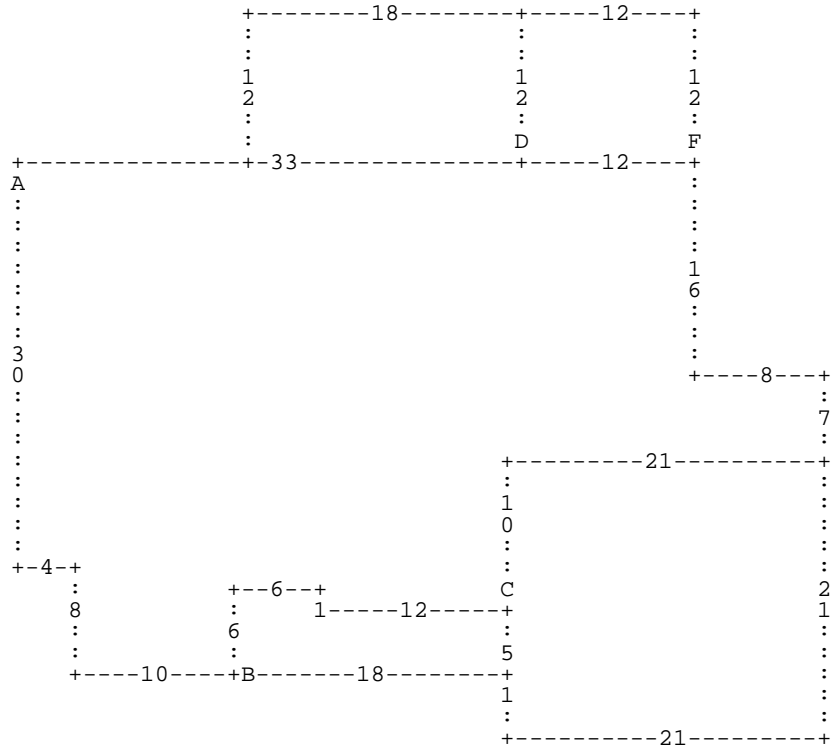 +--------18--------+-----12----+
: : :
: : :
1 1 1
2 2 2
: : :
: D F
+---------------+-33---------------+-----12----+
A :
: :
: :
: :
: 1
: 6
: :
: :
3 :
0 +----8---+
: :
: 7
: :
: +---------21---------+
: : :
: 1 :
: 0 :
: : :
: : :
+-4-+ : :
: +--6--+ C 2
8 : 1-----12-----+ 1
: 6 : :
: : 5 :
+----10----+B-------18--------+ :
1 :
: :
+----------21---------+